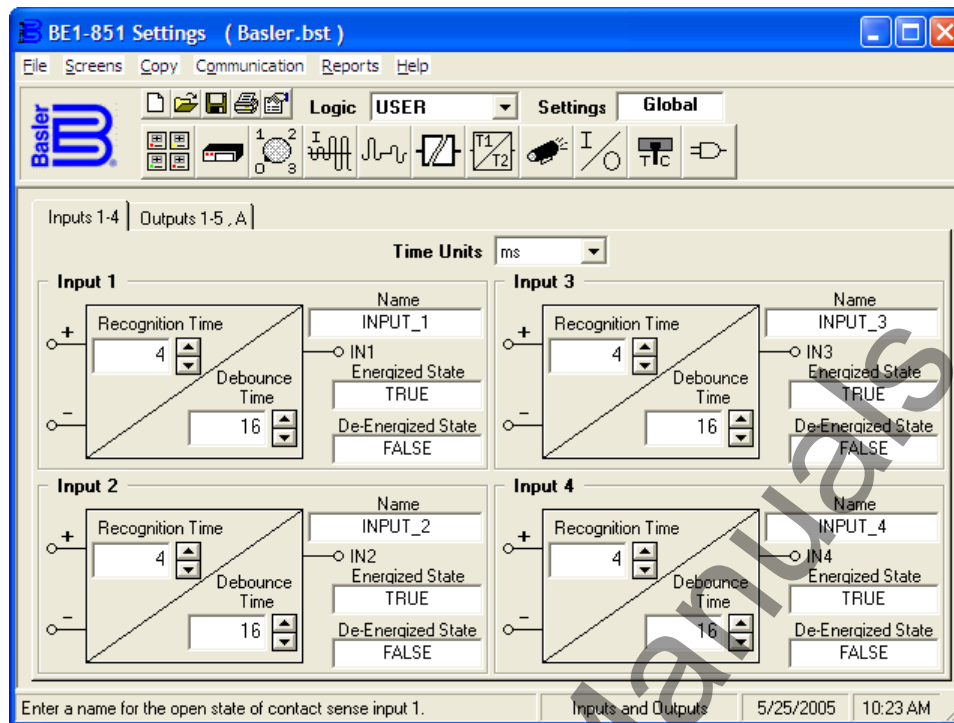 BE1-851 Settings ( Basler.bst )
File Screens Copy Communication Reports Help
Basler
Logic USER Settings Global
1 2 O 3 I T1 T2 I/O T C
Inputs 1-4 Outputs 1-5 , A
Time Units ms
Input 1
Name
INPUT_1
+ Recognition Time
4
IN1
Energized State
TRUE
Debounce
Time
16
De-Energized State
FALSE
-
Input 3
Name
INPUT_3
+ Recognition Time
4
IN3
Energized State
TRUE
Debounce
Time
16
De-Energized State
FALSE
-
Input 2
Name
INPUT_2
+ Recognition Time
4
IN2
Energized State
TRUE
Debounce
Time
16
De-Energized State
FALSE
-
Input 4
Name
INPUT_4
+ Recognition Time
4
IN4
Energized State
TRUE
Debounce
Time
16
De-Energized State
FALSE
-
Enter a name for the open state of contact sense input 1. Inputs and Outputs 5/25/2005 10:23 AM
Manuals